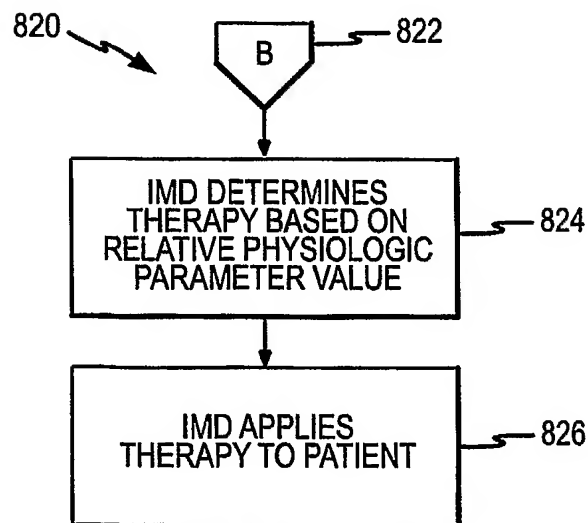 820
B
822
IMD DETERMINES
THERAPY BASED ON
RELATIVE PHYSIOLOGIC
PARAMETER VALUE
824
IMD APPLIES
THERAPY TO PATIENT
826